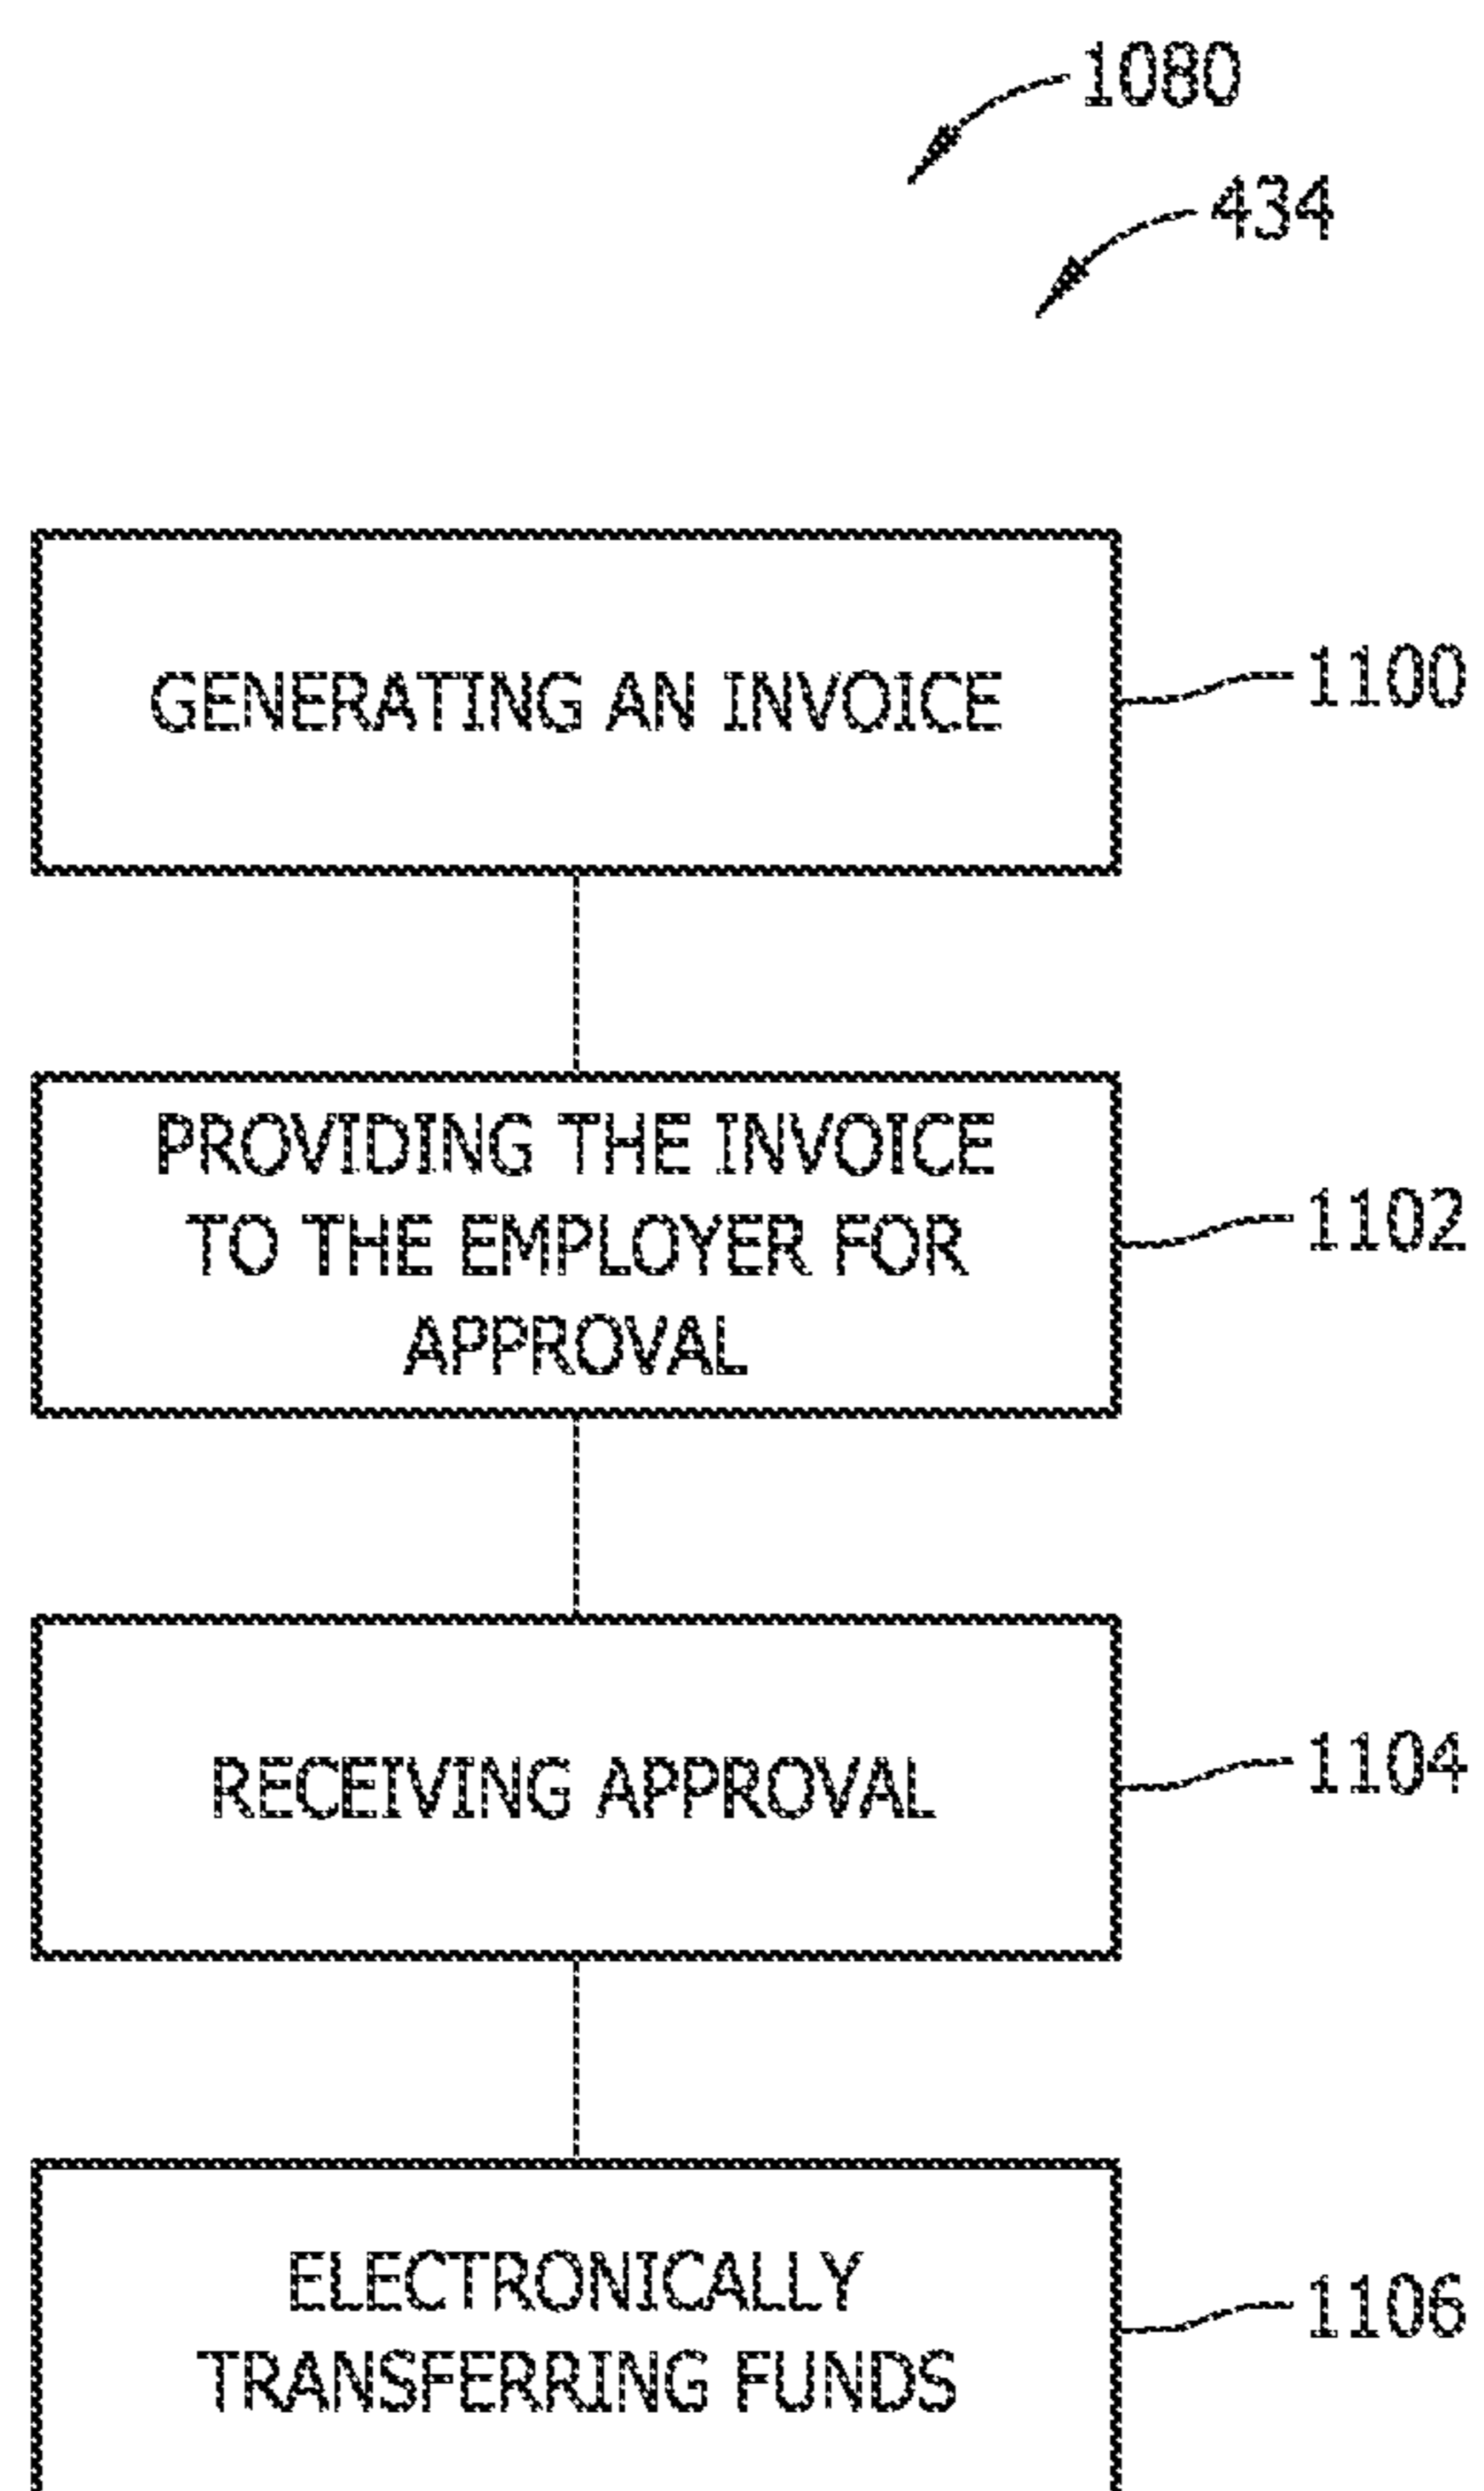 1080
434
GENERATING AN INVOICE
1100
PROVIDING THE INVOICE
TO THE EMPLOYER FOR
APPROVAL
1102
RECEIVING APPROVAL
1104
ELECTRONICALLY
TRANSFERRING FUNDS
1106